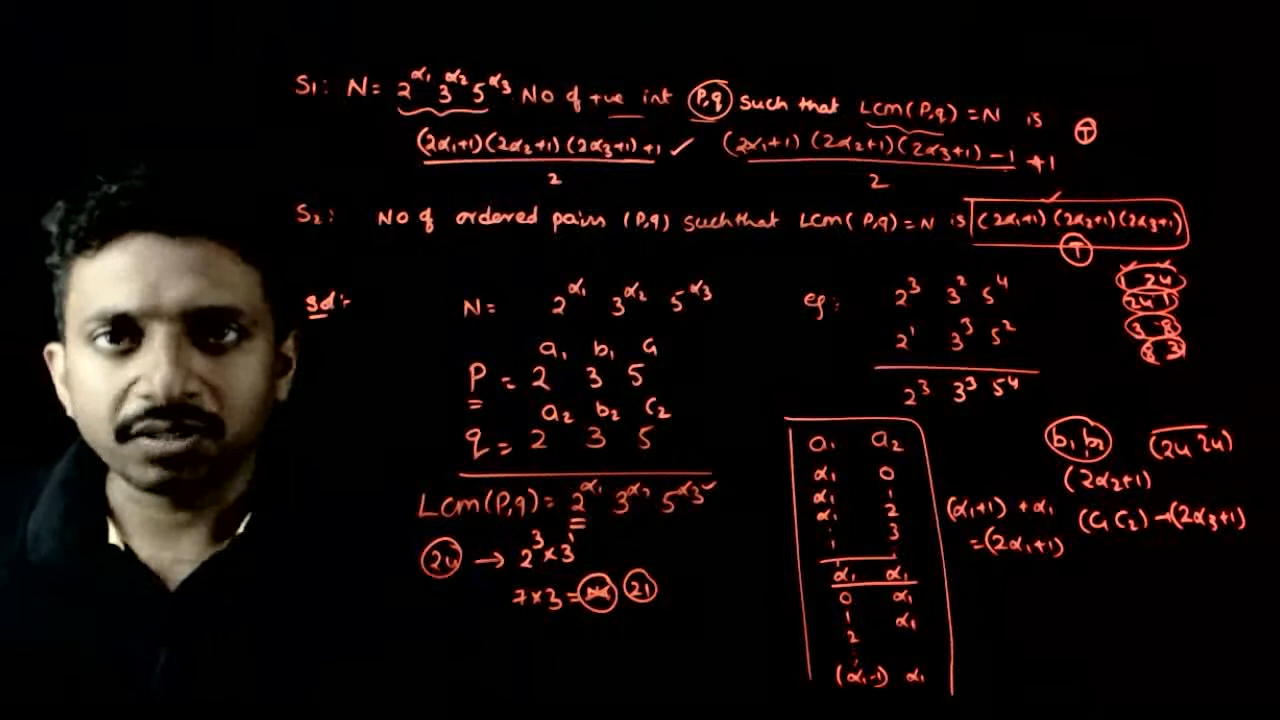 S1: N= 2^α1 3^α2 5^α3 No of +ve int (P,q) such that Lcm(P,q) = N is T
(2α1+1)(2α2+1)(2α3+1)+1 / 2 ✓ (2α1+1)(2α2+1)(2α3+1)-1 / 2 +1
S2: No of ordered pairs (P,q) such that Lcm(P,q) = N is (2α1+1)(2α2+1)(2α3+1) T
1 24
24 1
3 8
8 3
sol:
N= 2^α1 3^α2 5^α3
P = 2^a1 3^b1 5^c1
q = 2^a2 3^b2 5^c2
Lcm(P,q) = 2^α1 3^α2 5^α3
24 → 2^3 × 3^1
7×3 = 21
eg: 2^3 3^2 5^4
2^1 3^3 5^2
2^3 3^3 5^4
a1 a2
α1 0
α1 1
α1 2
: 3
α1 α1
0 α1
1 α1
2
:
(α1-1) α1
(α1+1) + α1
=(2α1+1)
b1 b2 (24 24)
(2α2+1)
(C1 C2) → (2α3+1)